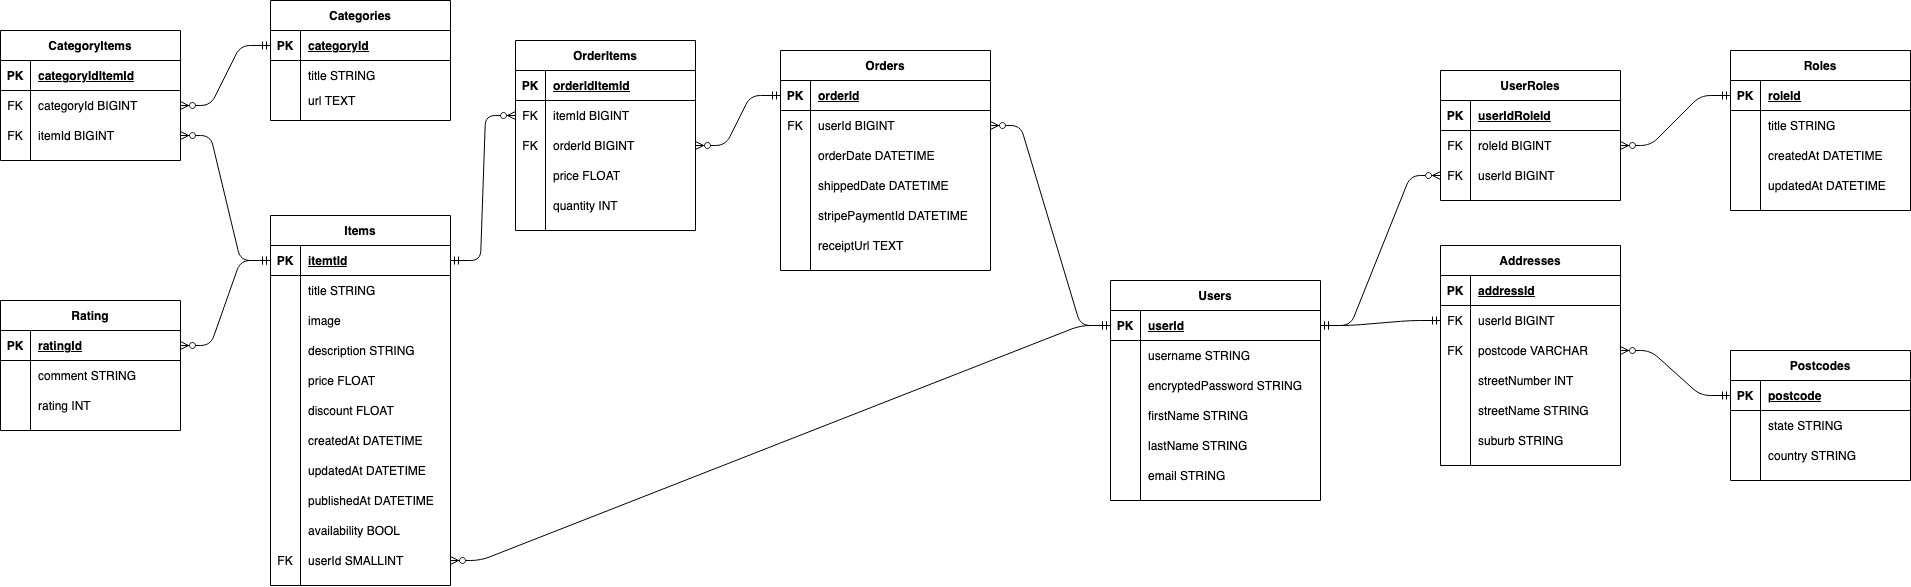 Categories
PK categoryId
title STRING
url TEXT
CategoryItems
PK categoryIdItemId
FK categoryId BIGINT
FK itemId BIGINT
OrderItems
PK orderIdItemId
FK itemId BIGINT
FK orderId BIGINT
price FLOAT
quantity INT
Orders
PK orderId
FK userId BIGINT
orderDate DATETIME
shippedDate DATETIME
stripePaymentId DATETIME
receiptUrl TEXT
UserRoles
PK userIdRoleId
FK roleId BIGINT
FK userId BIGINT
Roles
PK roleId
title STRING
createdAt DATETIME
updatedAt DATETIME
Items
PK itemtId
title STRING
image
description STRING
price FLOAT
discount FLOAT
createdAt DATETIME
updatedAt DATETIME
publishedAt DATETIME
availability BOOL
FK userId SMALLINT
Rating
PK ratingId
comment STRING
rating INT
Users
PK userId
username STRING
encryptedPassword STRING
firstName STRING
lastName STRING
email STRING
Addresses
PK addressId
FK userId BIGINT
FK postcode VARCHAR
streetNumber INT
streetName STRING
suburb STRING
Postcodes
PK postcode
state STRING
country STRING